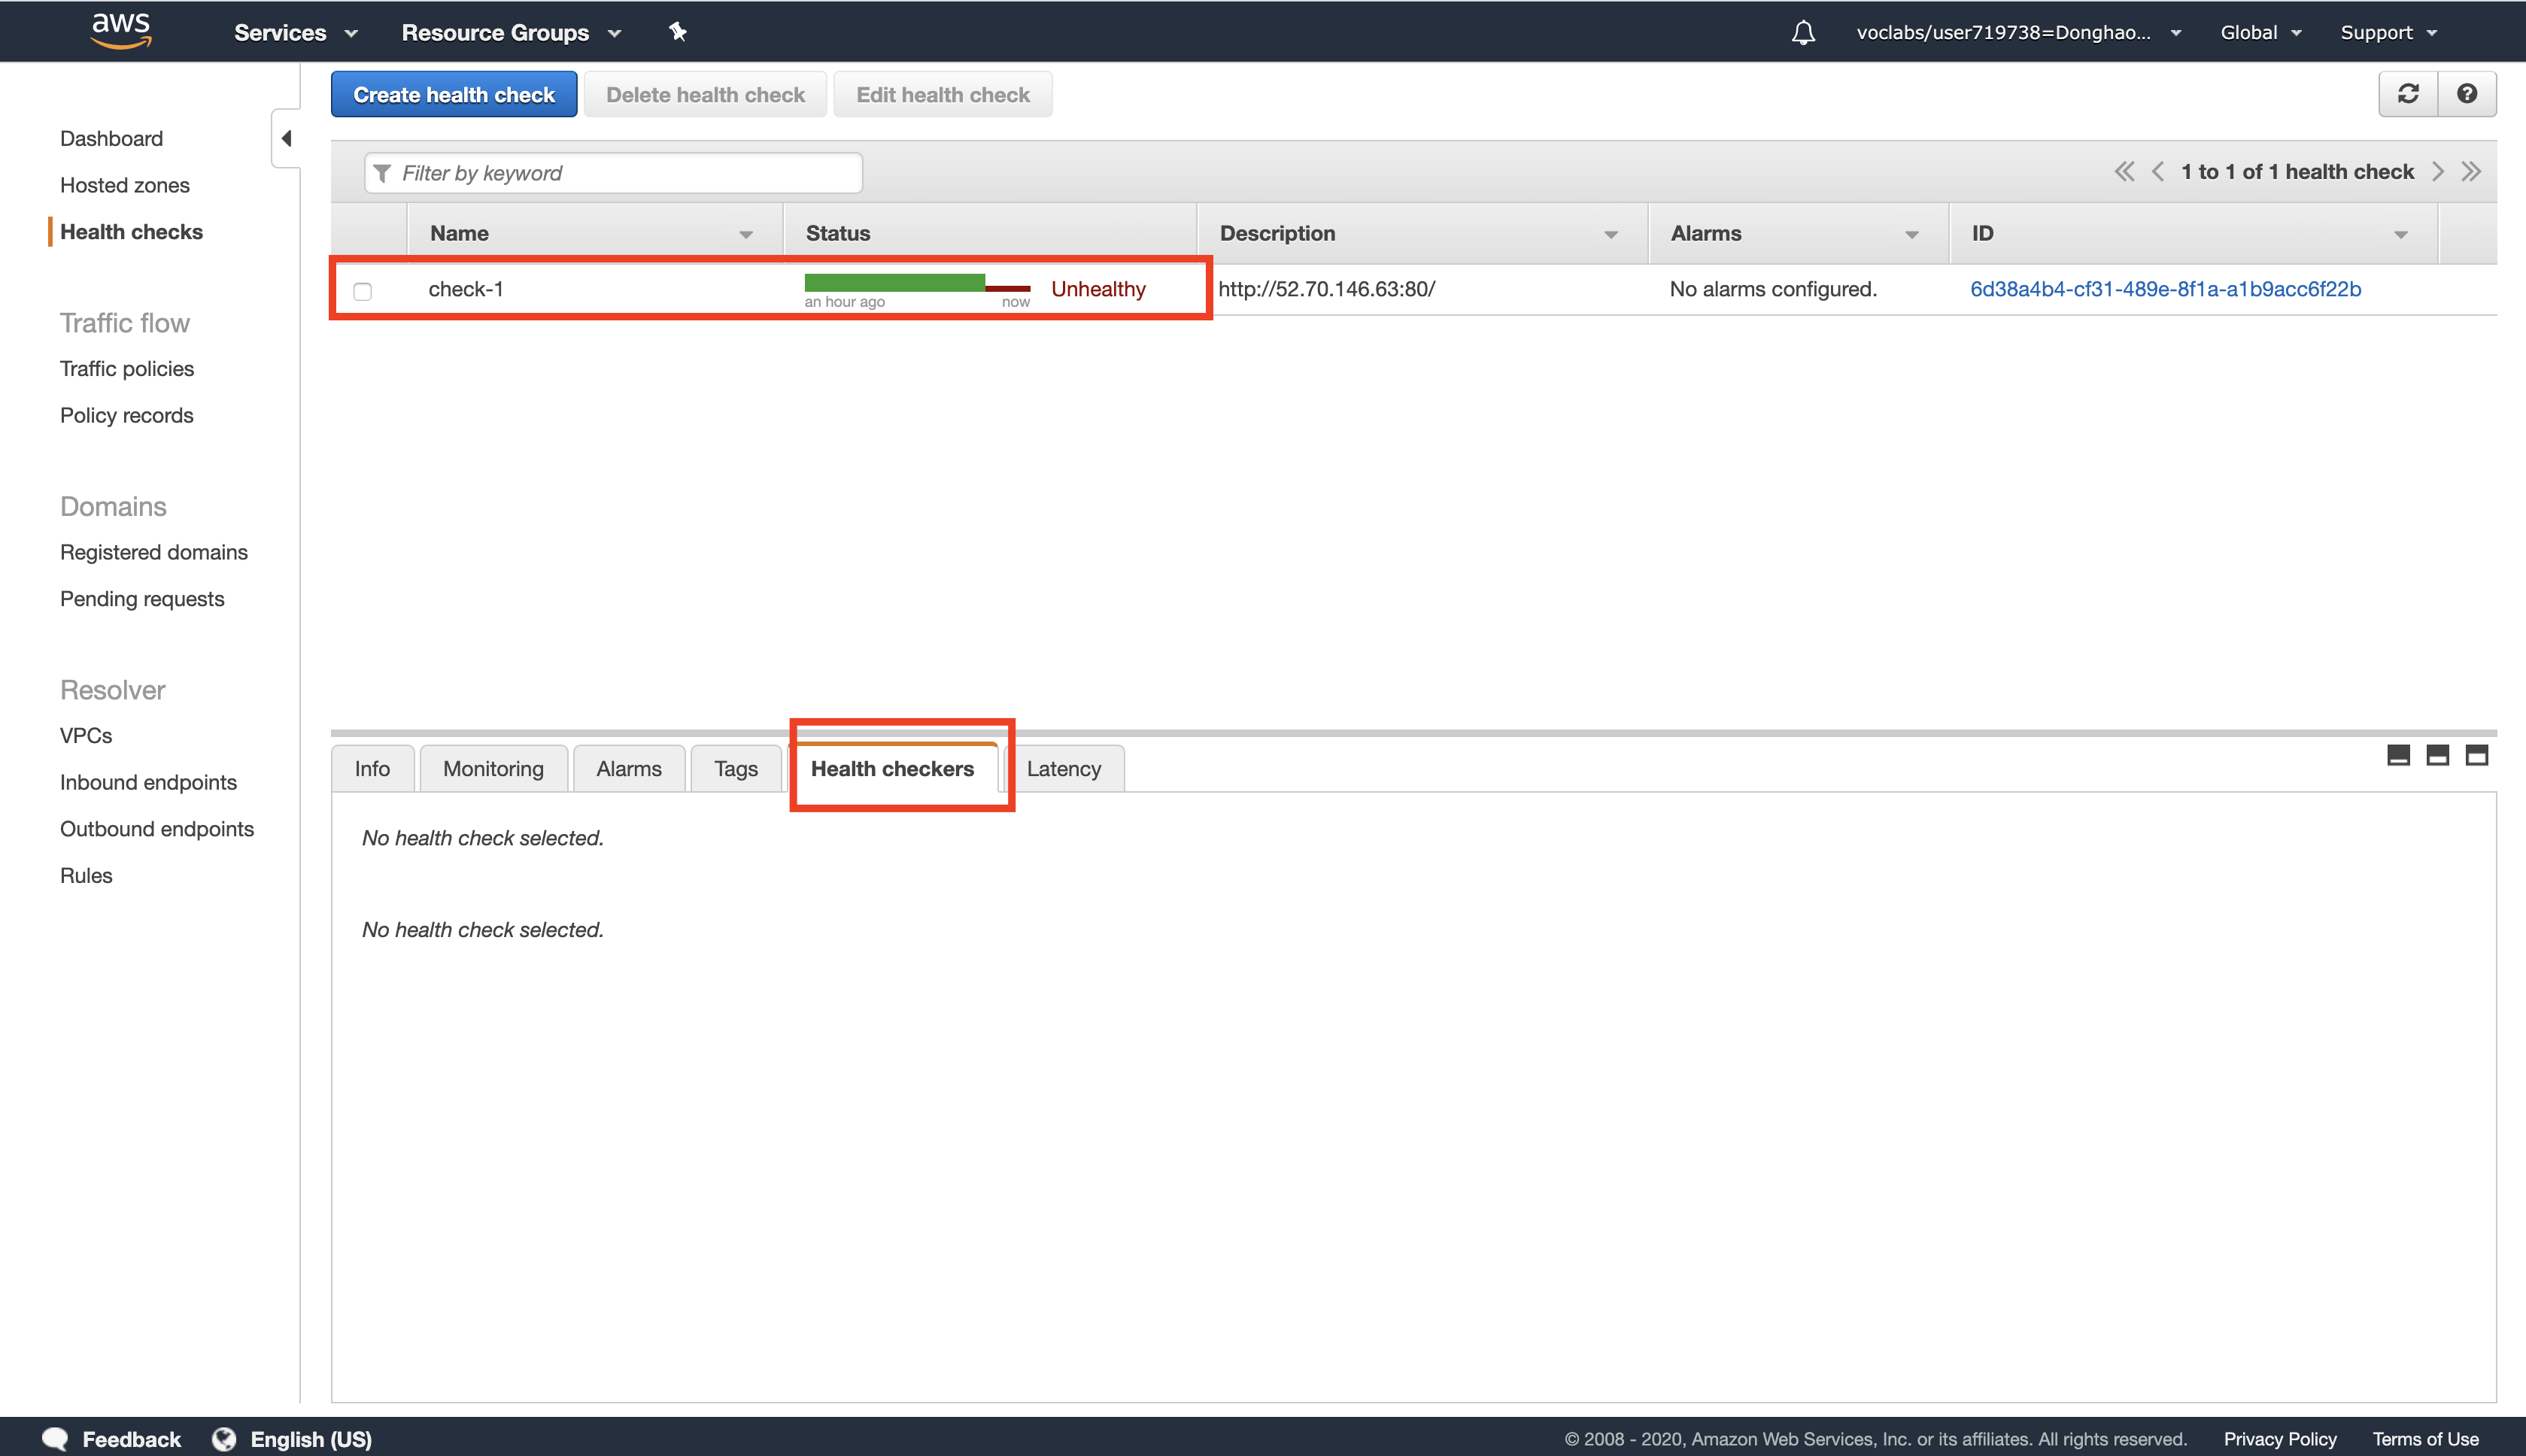 aws Services Resource Groups voclabs/user719738=Donghao... Global Support
Create health check Delete health check Edit health check
Dashboard
Hosted zones
Health checks
Traffic flow
Traffic policies
Policy records
Domains
Registered domains
Pending requests
Resolver
VPCs
Inbound endpoints
Outbound endpoints
Rules
Filter by keyword 1 to 1 of 1 health check
Name Status Description Alarms ID
check-1 Unhealthy http://52.70.146.63:80/ No alarms configured. 6d38a4b4-cf31-489e-8f1a-a1b9acc6f22b
an hour ago now
Info Monitoring Alarms Tags Health checkers Latency
No health check selected.
No health check selected.
Feedback English (US) © 2008 - 2020, Amazon Web Services, Inc. or its affiliates. All rights reserved. Privacy Policy Terms of Use